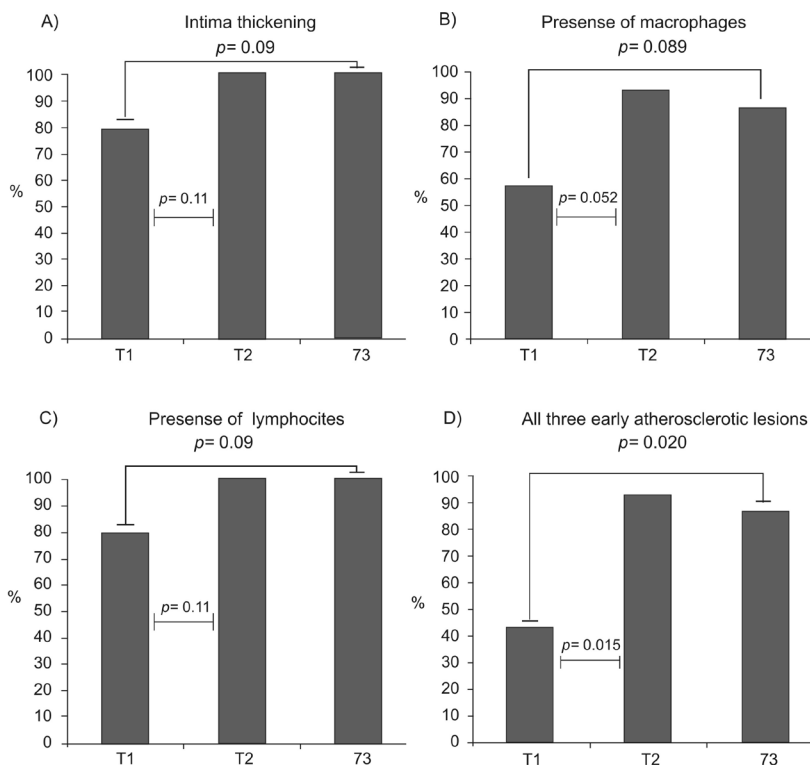 A)
Intima thickening
p= 0.09
100
90
80
70
60
50
40
30
20
10
0
%
p= 0.11
T1
T2
73
B)
Presense of macrophages
p= 0.089
100
90
80
70
60
50
40
30
20
10
0
%
p= 0.052
T1
T2
73
C)
Presense of lymphocites
p= 0.09
100
90
80
70
60
50
40
30
20
10
0
%
p= 0.11
T1
T2
73
D)
All three early atherosclerotic lesions
p= 0.020
100
90
80
70
60
50
40
30
20
10
0
%
p= 0.015
T1
T2
73